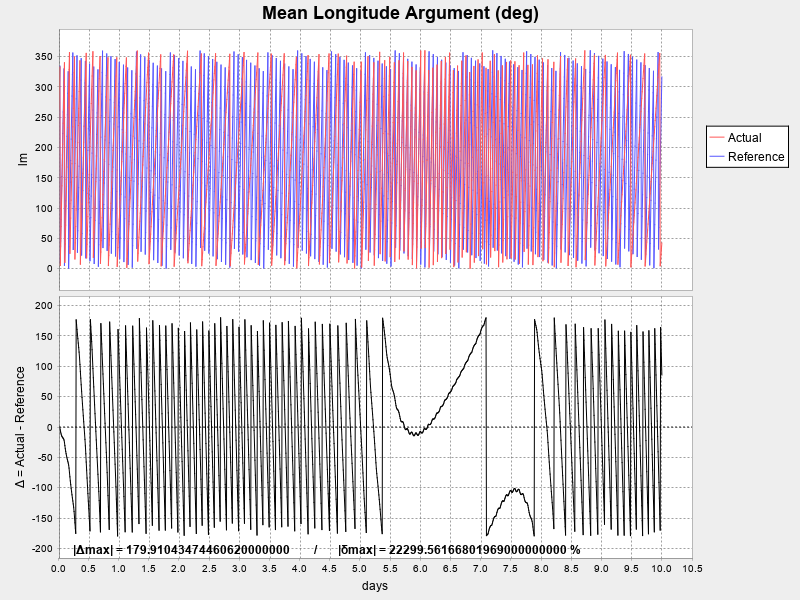 Mean Longitude Argument (deg)
350
300
250
200
150
100
50
0
lm
Actual
Reference
200
150
100
50
0
-50
-100
-150
-200
Δ = Actual - Reference
|Δmax| = 179.91043474460620000000 / |δmax| = 22299.56166801969000000000 %
0.0 0.5 1.0 1.5 2.0 2.5 3.0 3.5 4.0 4.5 5.0 5.5 6.0 6.5 7.0 7.5 8.0 8.5 9.0 9.5 10.0 10.5
days